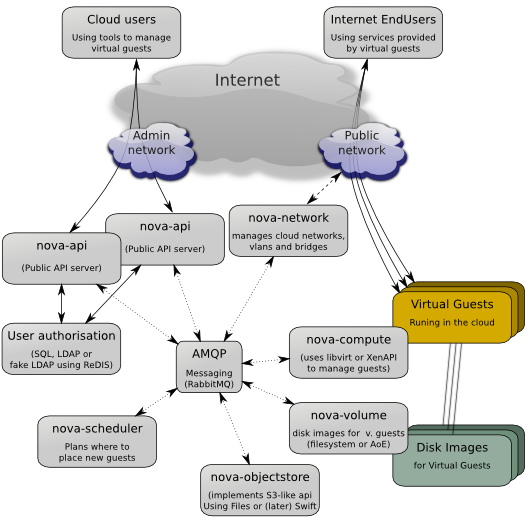 Cloud users
Using tools to manage
virtual guests
Internet EndUsers
Using services provided
by virtual guests
Internet
Admin
network
Public
network
nova-api
(Public API server)
nova-api
(Public API server)
nova-network
manages cloud networks,
vlans and bridges
Virtual Guests
Runing in the cloud
User authorisation
(SQL, LDAP or
fake LDAP using ReDIS)
AMQP
Messaging
(RabbitMQ)
nova-compute
(uses libvirt or XenAPI
to manage guests)
nova-volume
disk images for v. guests
(filesystem or AoE)
nova-scheduler
Plans where to
place new guests
Disk Images
for Virtual Guests
nova-objectstore
(implements S3-like api
Using Files or (later) Swift